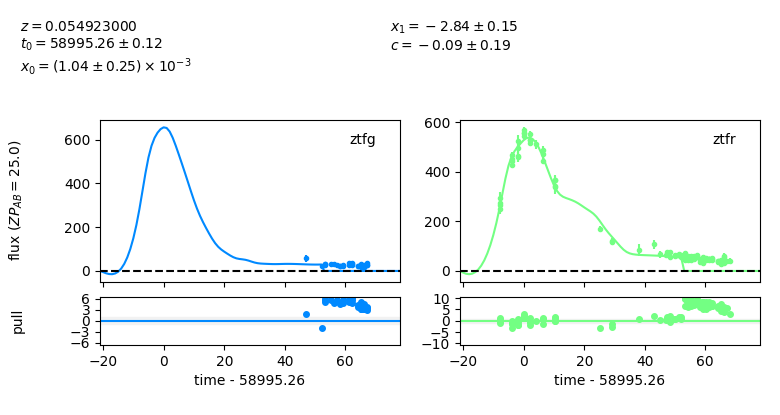 z = 0.054923000
t₀ = 58995.26 ± 0.12
x₀ = (1.04 ± 0.25) × 10⁻³
x₁ = −2.84 ± 0.15
c = −0.09 ± 0.19
flux (ZP_AB = 25.0)
600
400
200
0
ztfg
600
400
200
0
ztfr
pull
6
3
0
−3
−6
10
5
0
−5
−10
−20 0 20 40 60
time - 58995.26
−20 0 20 40 60
time - 58995.26